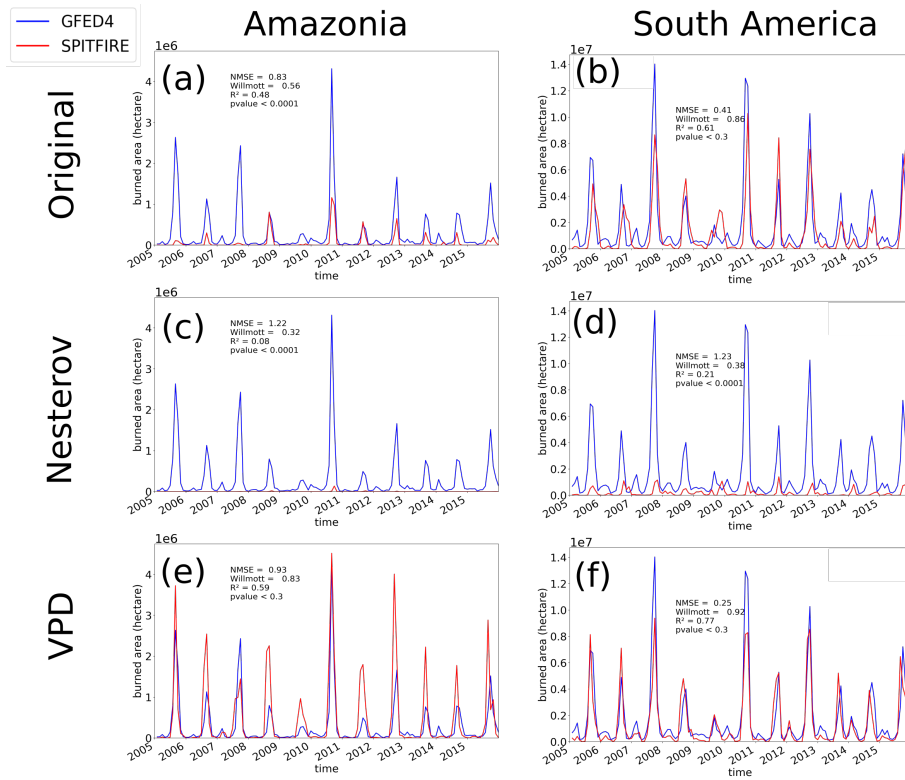 GFED4
SPITFIRE
Amazonia
South America
Original
Nesterov
VPD
1e6
(a)
NMSE = 0.83
Willmott = 0.56
R² = 0.48
pvalue < 0.0001
burned area (hectare)
4
3
2
1
0
2005 2006 2007 2008 2009 2010 2011 2012 2013 2014 2015
time
1e7
(b)
NMSE = 0.41
Willmott = 0.86
R² = 0.61
pvalue < 0.3
burned area (hectare)
1.4
1.2
1.0
0.8
0.6
0.4
0.2
0.0
2005 2006 2007 2008 2009 2010 2011 2012 2013 2014 2015
time
1e6
(c)
NMSE = 1.22
Willmott = 0.32
R² = 0.08
pvalue < 0.0001
burned area (hectare)
4
3
2
1
0
2005 2006 2007 2008 2009 2010 2011 2012 2013 2014 2015
time
1e7
(d)
NMSE = 1.23
Willmott = 0.38
R² = 0.21
pvalue < 0.0001
burned area (hectare)
1.4
1.2
1.0
0.8
0.6
0.4
0.2
0.0
2005 2006 2007 2008 2009 2010 2011 2012 2013 2014 2015
time
1e6
(e)
NMSE = 0.93
Willmott = 0.83
R² = 0.59
pvalue < 0.3
burned area (hectare)
4
3
2
1
0
2005 2006 2007 2008 2009 2010 2011 2012 2013 2014 2015
time
1e7
(f)
NMSE = 0.25
Willmott = 0.92
R² = 0.77
pvalue < 0.3
burned area (hectare)
1.4
1.2
1.0
0.8
0.6
0.4
0.2
0.0
2005 2006 2007 2008 2009 2010 2011 2012 2013 2014 2015
time